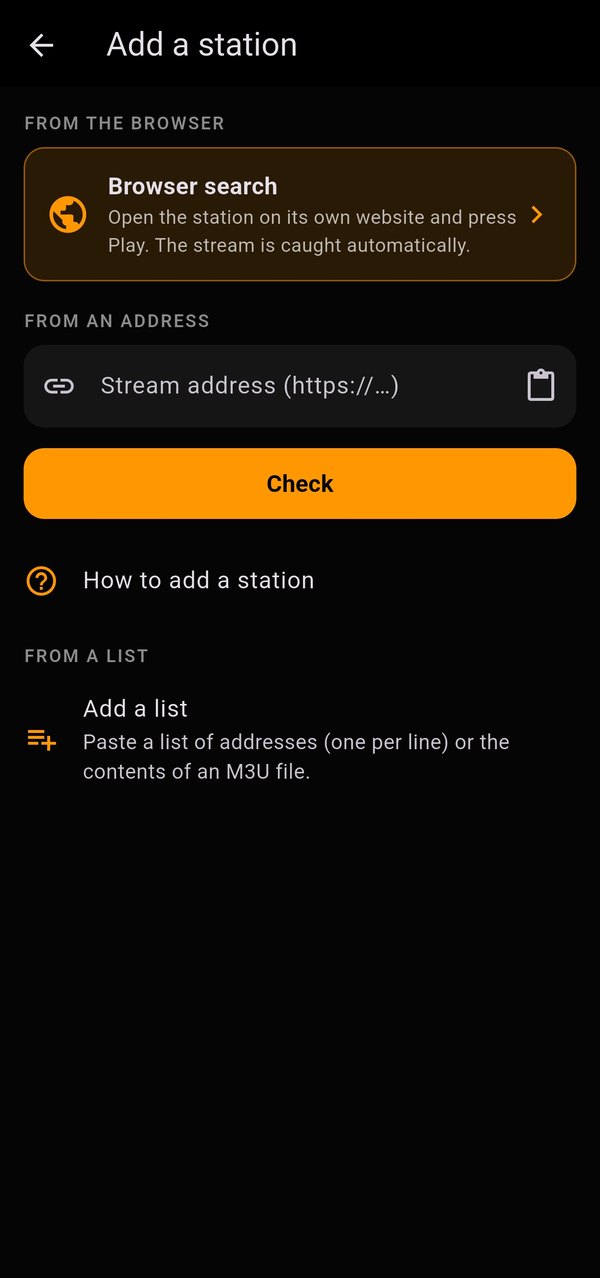 Add a station
FROM THE BROWSER
Browser search
Open the station on its own website and press
Play. The stream is caught automatically.
FROM AN ADDRESS
Stream address (https://…)
Check
How to add a station
FROM A LIST
Add a list
Paste a list of addresses (one per line) or the
contents of an M3U file.